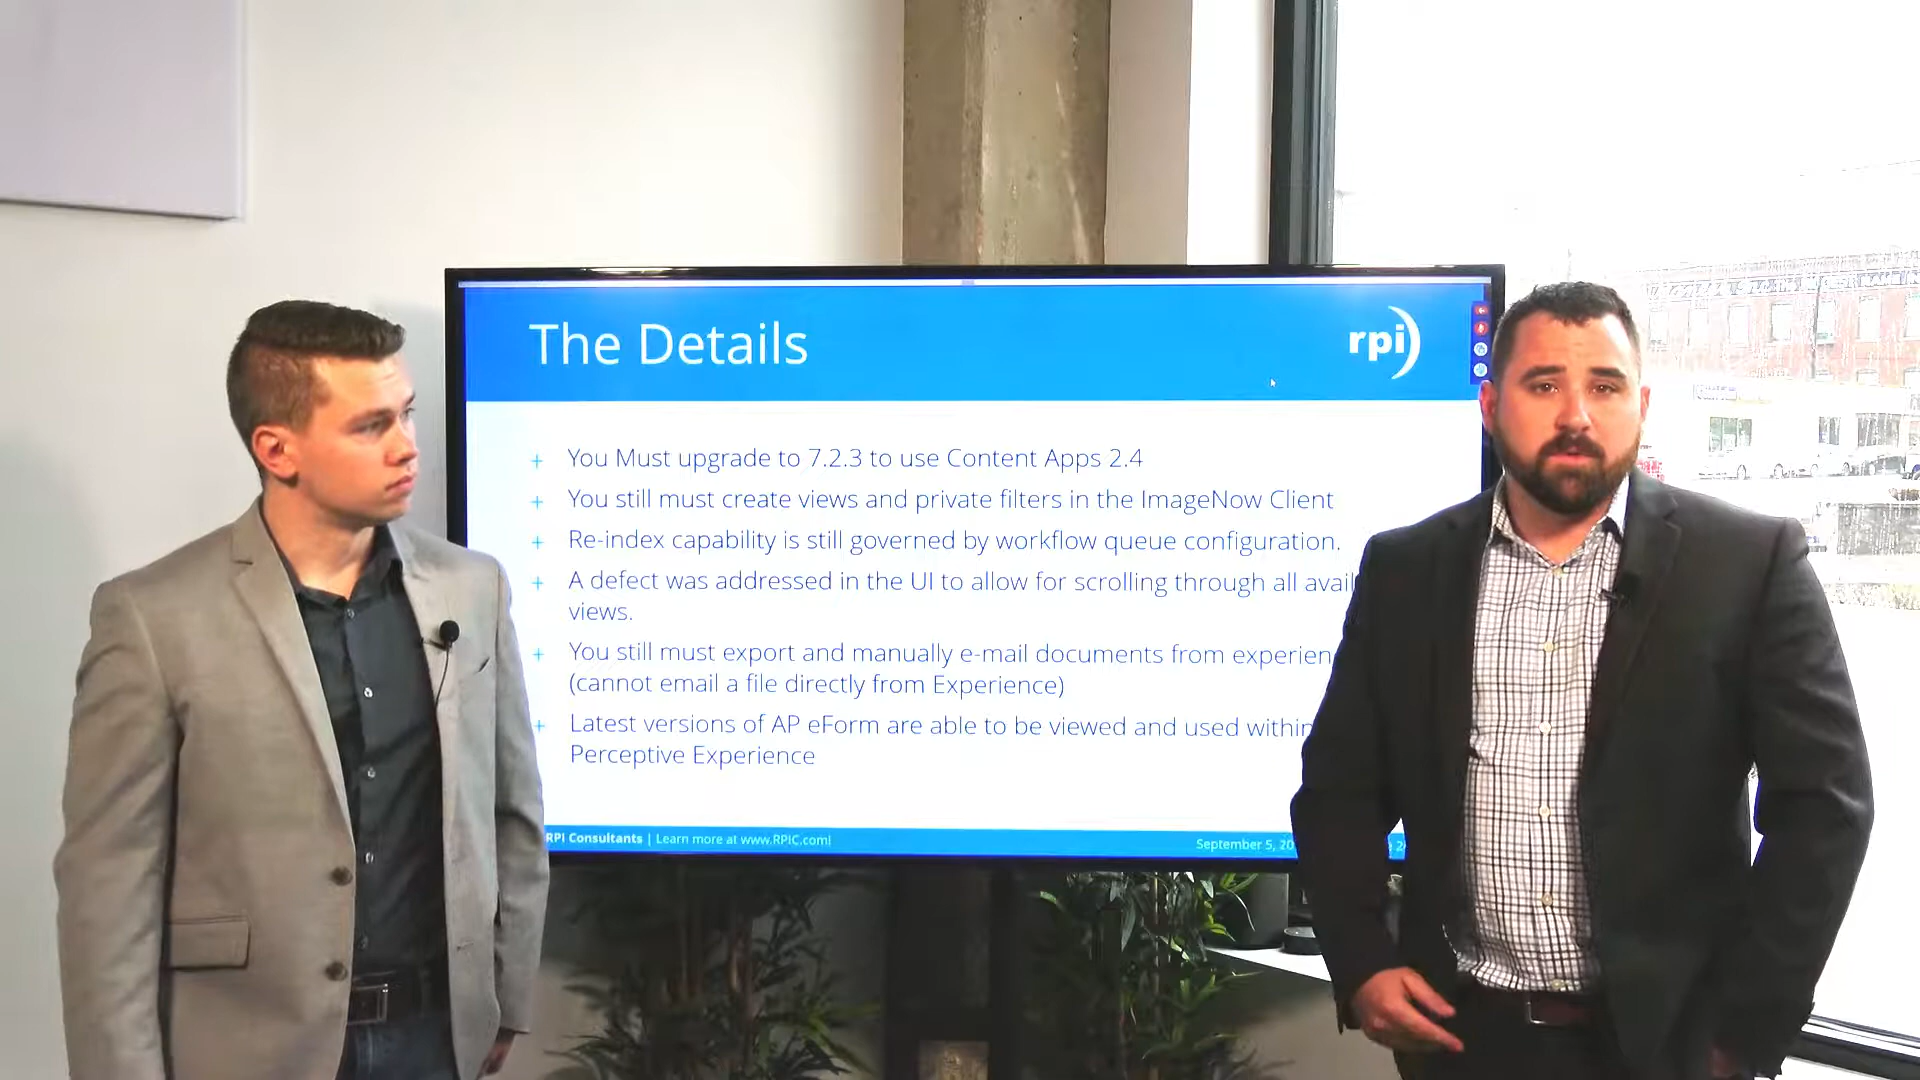 The Details
rpi
+ You Must upgrade to 7.2.3 to use Content Apps 2.4
+ You still must create views and private filters in the ImageNow Client
+ Re-index capability is still governed by workflow queue configuration.
+ A defect was addressed in the UI to allow for scrolling through all avail
views.
+ You still must export and manually e-mail documents from experien
(cannot email a file directly from Experience)
+ Latest versions of AP eForm are able to be viewed and used within
Perceptive Experience
RPI Consultants | Learn more at www.RPIC.com!
September 5, 20